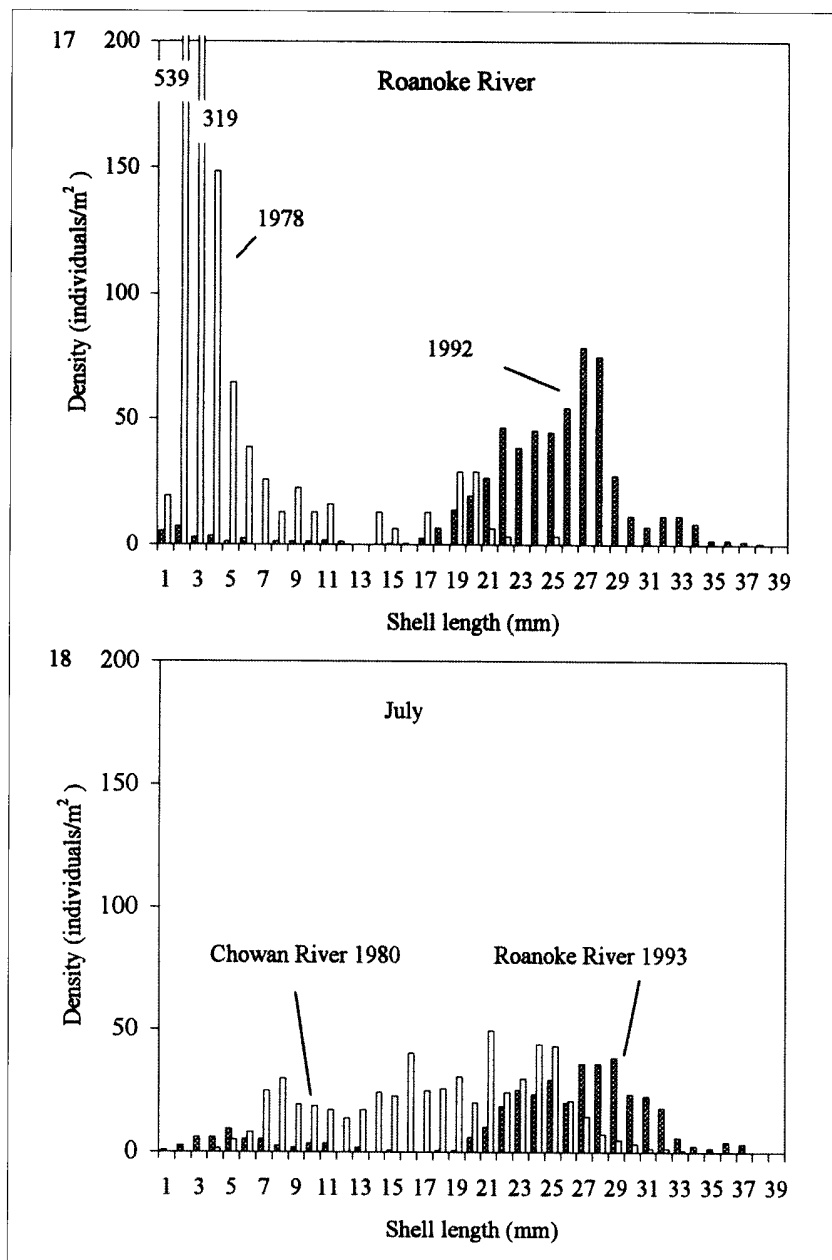 17
200
539
Roanoke River
319
150
1978
100
1992
50
0
Density (individuals/m²)
1 3 5 7 9 11 13 15 17 19 21 23 25 27 29 31 33 35 37 39
Shell length (mm)
18
200
July
150
100
Chowan River 1980
Roanoke River 1993
50
0
Density (individuals/m²)
1 3 5 7 9 11 13 15 17 19 21 23 25 27 29 31 33 35 37 39
Shell length (mm)